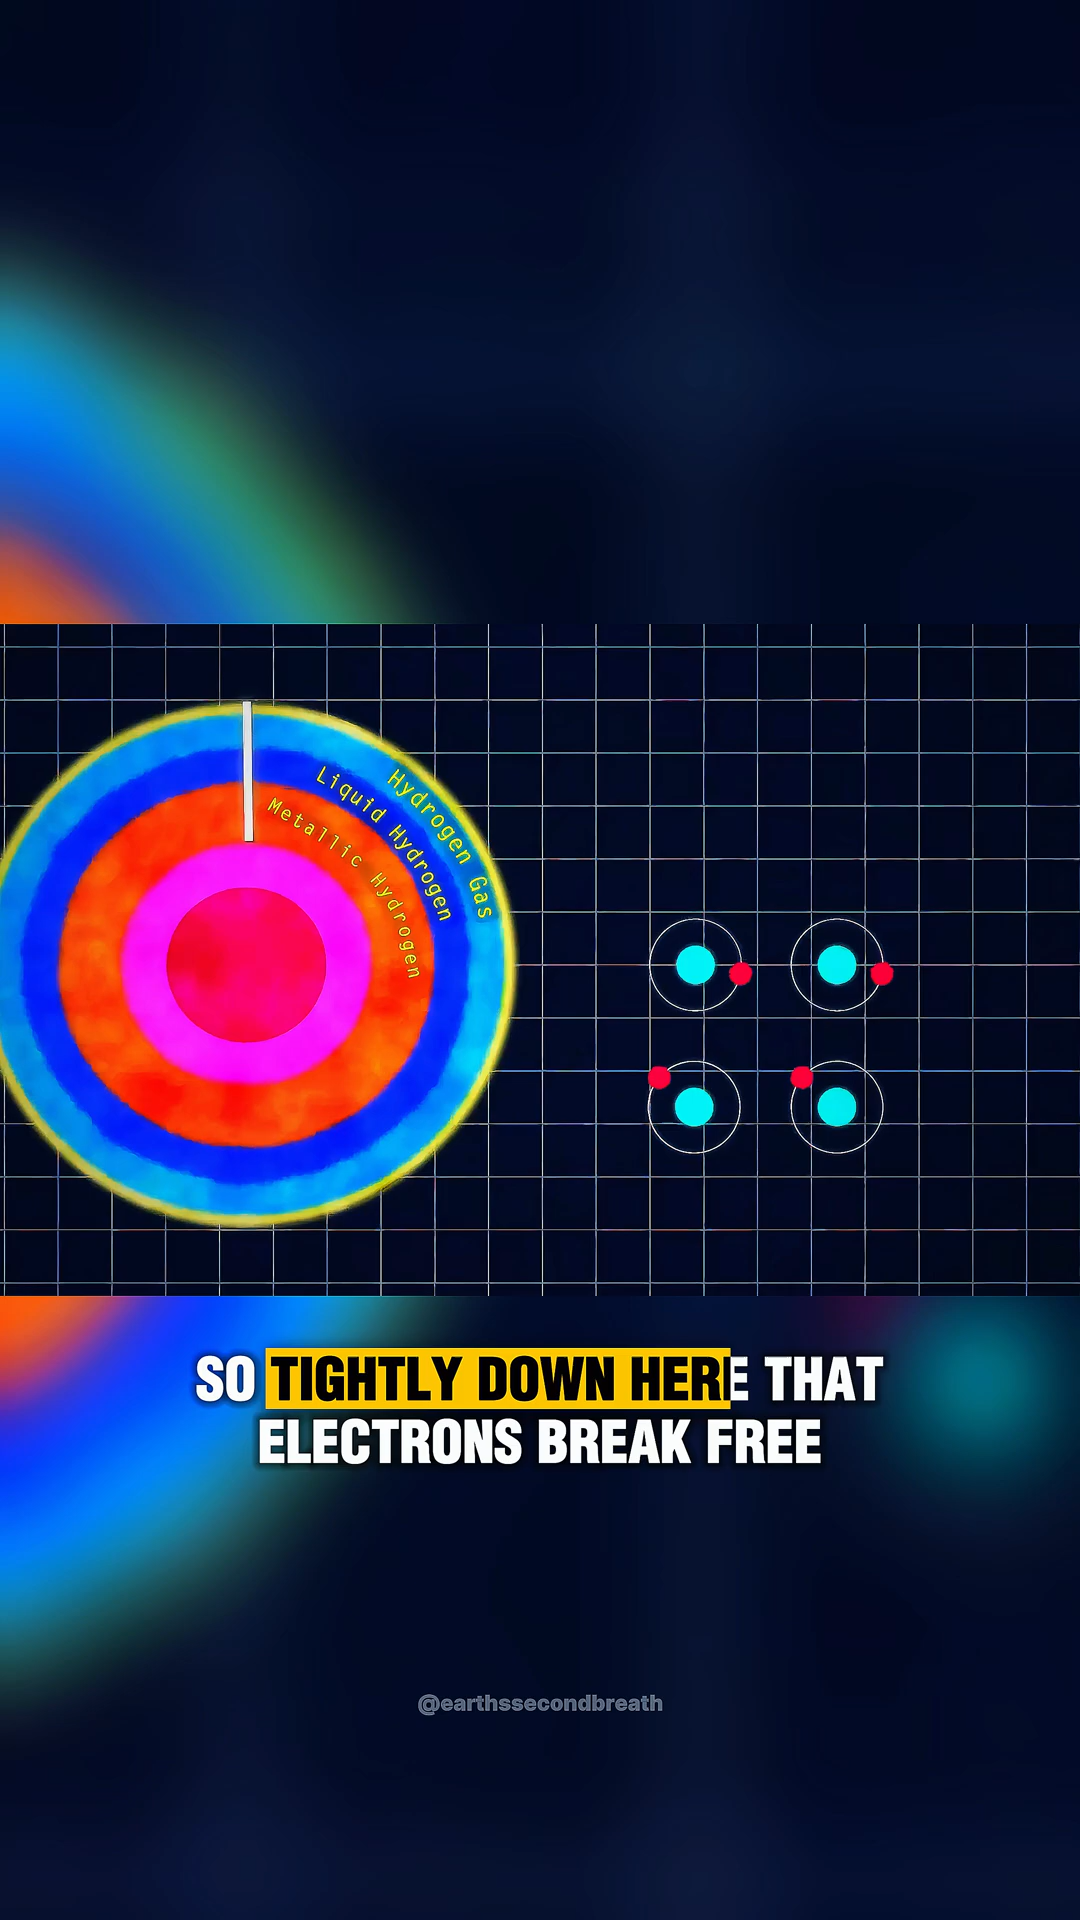 Hydrogen Gas
Liquid Hydrogen
Metallic Hydrogen
SO TIGHTLY DOWN HERE THAT
ELECTRONS BREAK FREE
@earthssecondbreath